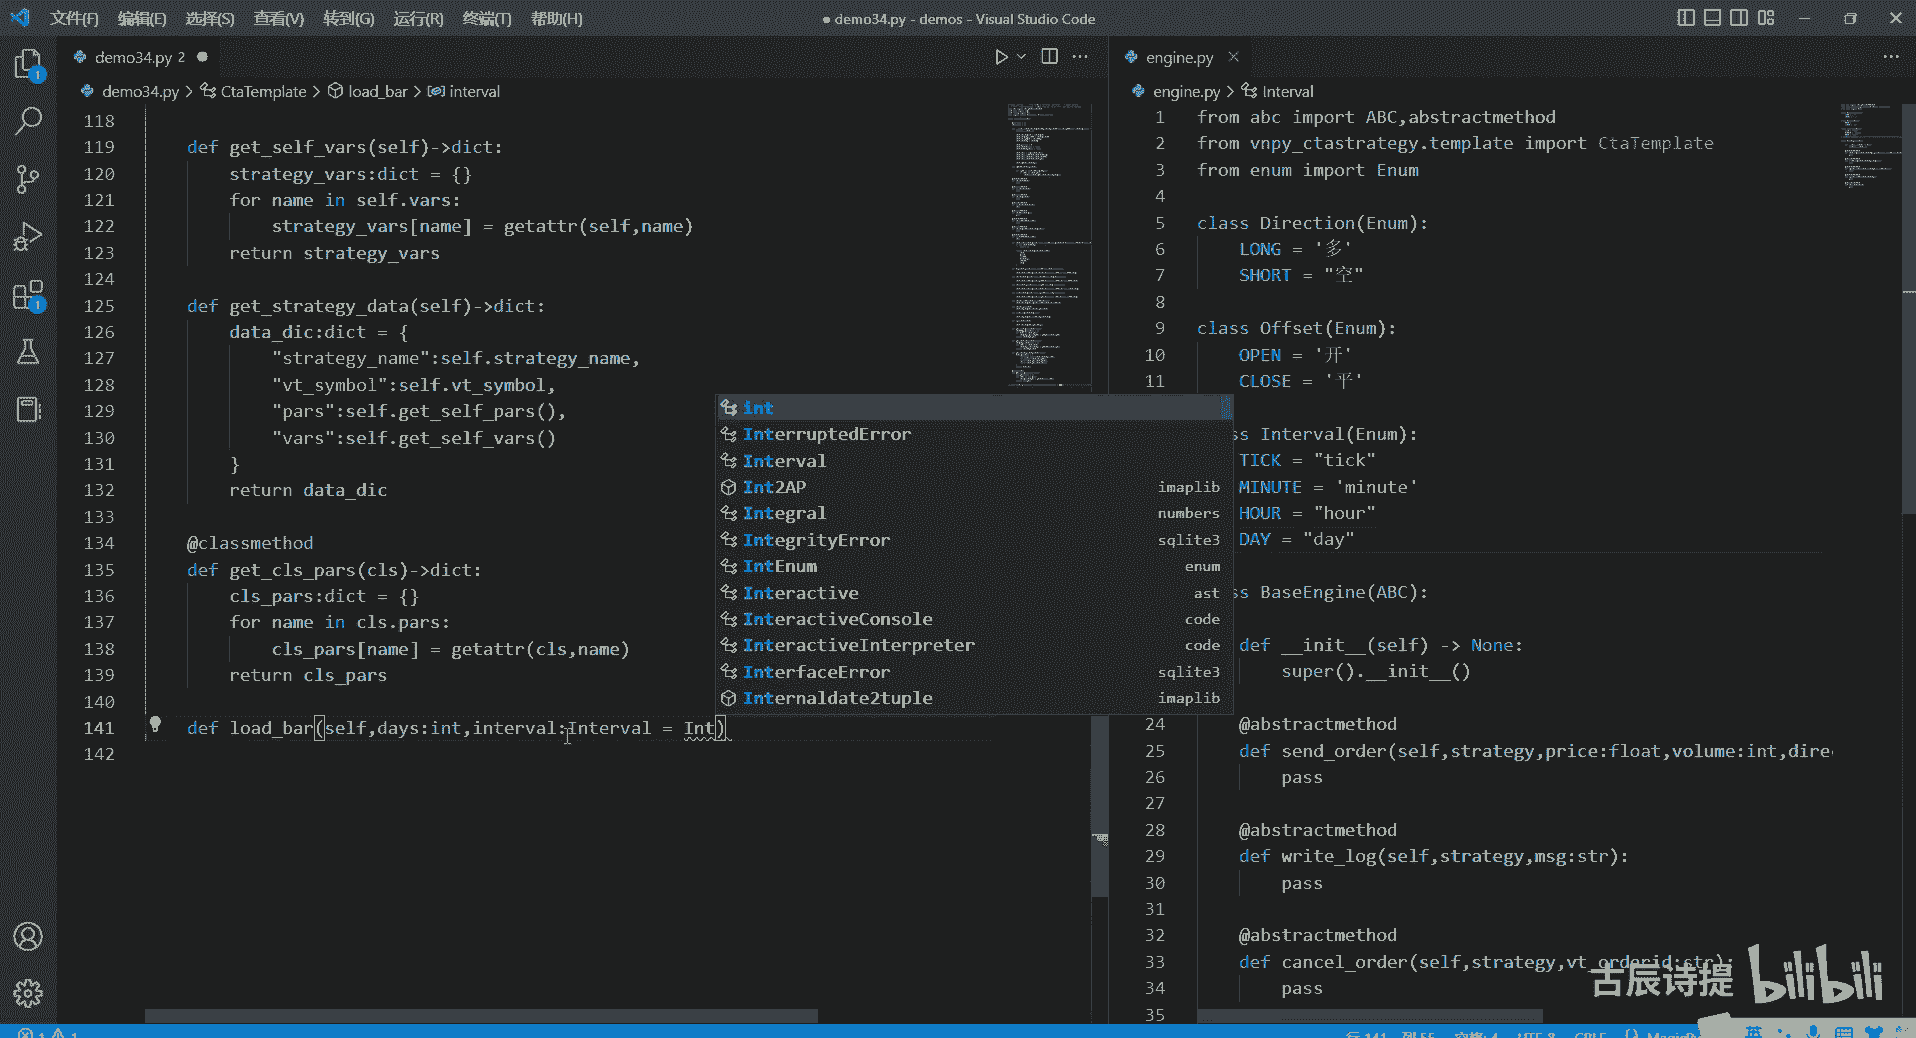 文件(F) 编辑(E) 选择(S) 查看(V) 转到(G) 运行(R) 终端(T) 帮助(H)
● demo34.py - demos - Visual Studio Code
demo34.py 2 ●
demo34.py > CtaTemplate > load_bar > interval
118
119 def get_self_vars(self)->dict:
120 strategy_vars:dict = {}
121 for name in self.vars:
122 strategy_vars[name] = getattr(self,name)
123 return strategy_vars
124
125 def get_strategy_data(self)->dict:
126 data_dic:dict = {
127 "strategy_name":self.strategy_name,
128 "vt_symbol":self.vt_symbol,
129 "pars":self.get_self_pars(),
130 "vars":self.get_self_vars()
131 }
132 return data_dic
133
134 @classmethod
135 def get_cls_pars(cls)->dict:
136 cls_pars:dict = {}
137 for name in cls.pars:
138 cls_pars[name] = getattr(cls,name)
139 return cls_pars
140
141 def load_bar(self,days:int,interval:Interval = Int)
142
int
InterruptedError
Interval
Int2AP imaplib
Integral numbers
IntegrityError sqlite3
IntEnum enum
Interactive ast
InteractiveConsole code
InteractiveInterpreter code
InterfaceError sqlite3
Internaldate2tuple imaplib
engine.py
engine.py > Interval
1 from abc import ABC,abstractmethod
2 from vnpy_ctastrategy.template import CtaTemplate
3 from enum import Enum
4
5 class Direction(Enum):
6 LONG = '多'
7 SHORT = "空"
8
9 class Offset(Enum):
10 OPEN = '开'
11 CLOSE = '平'
ss Interval(Enum):
TICK = "tick"
MINUTE = 'minute'
HOUR = "hour"
DAY = "day"
ss BaseEngine(ABC):
def __init__(self) -> None:
super().__init__()
24 @abstractmethod
25 def send_order(self,strategy,price:float,volume:int,dire
26 pass
27
28 @abstractmethod
29 def write_log(self,strategy,msg:str):
30 pass
31
32 @abstractmethod
33 def cancel_order(self,strategy,vt_orderid:str):
34 pass
35
古辰诗提 bilibili